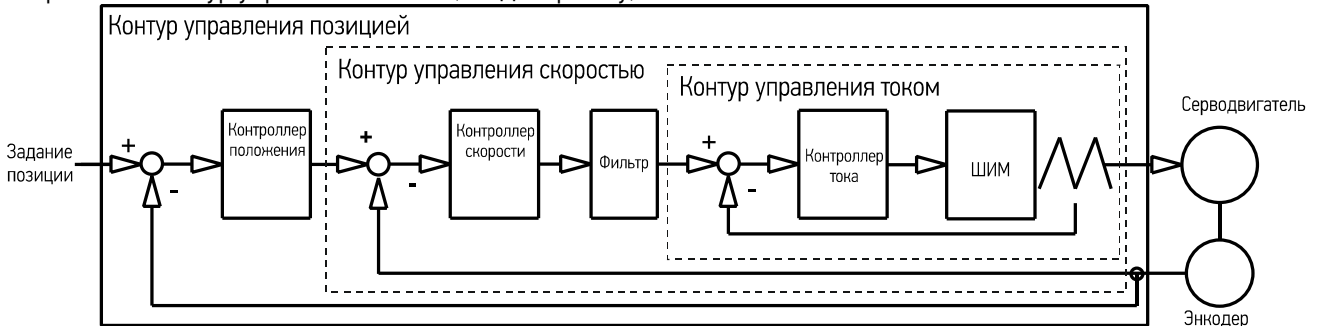 Контур управления позицией
Контур управления скоростью
Контур управления током
Серводвигатель
Задание
позиции
+
-
Контроллер
положения
+
-
Контроллер
скорости
Фильтр
+
-
Контроллер
тока
ШИМ
Энкодер